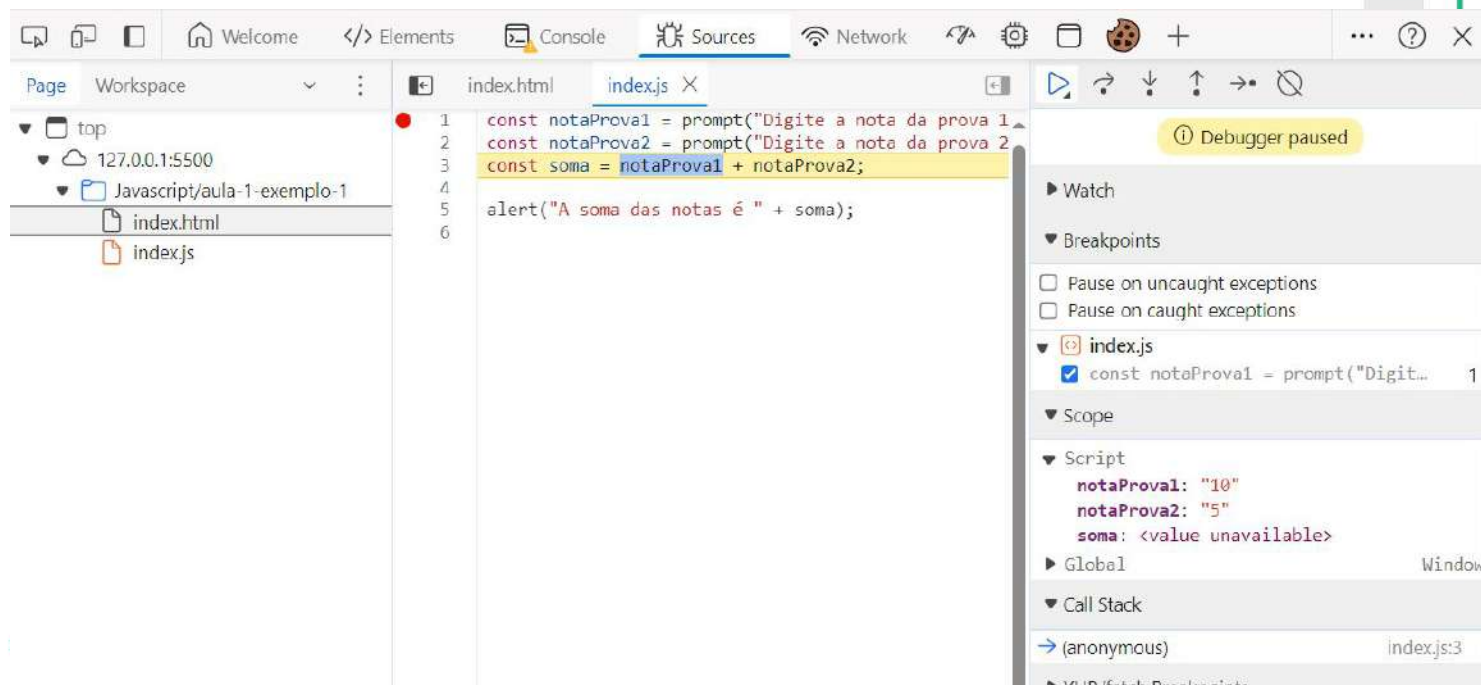 Welcome </> Elements Console Sources Network
Page Workspace
index.html index.js
top
127.0.0.1:5500
Javascript/aula-1-exemplo-1
index.html
index.js
1 const notaProva1 = prompt("Digite a nota da prova 1
2 const notaProva2 = prompt("Digite a nota da prova 2
3 const soma = notaProva1 + notaProva2;
4
5 alert("A soma das notas é " + soma);
6
Debugger paused
Watch
Breakpoints
Pause on uncaught exceptions
Pause on caught exceptions
index.js
const notaProva1 = prompt("Digit… 1
Scope
Script
notaProva1: "10"
notaProva2: "5"
soma: <value unavailable>
Global Window
Call Stack
(anonymous) index.js:3